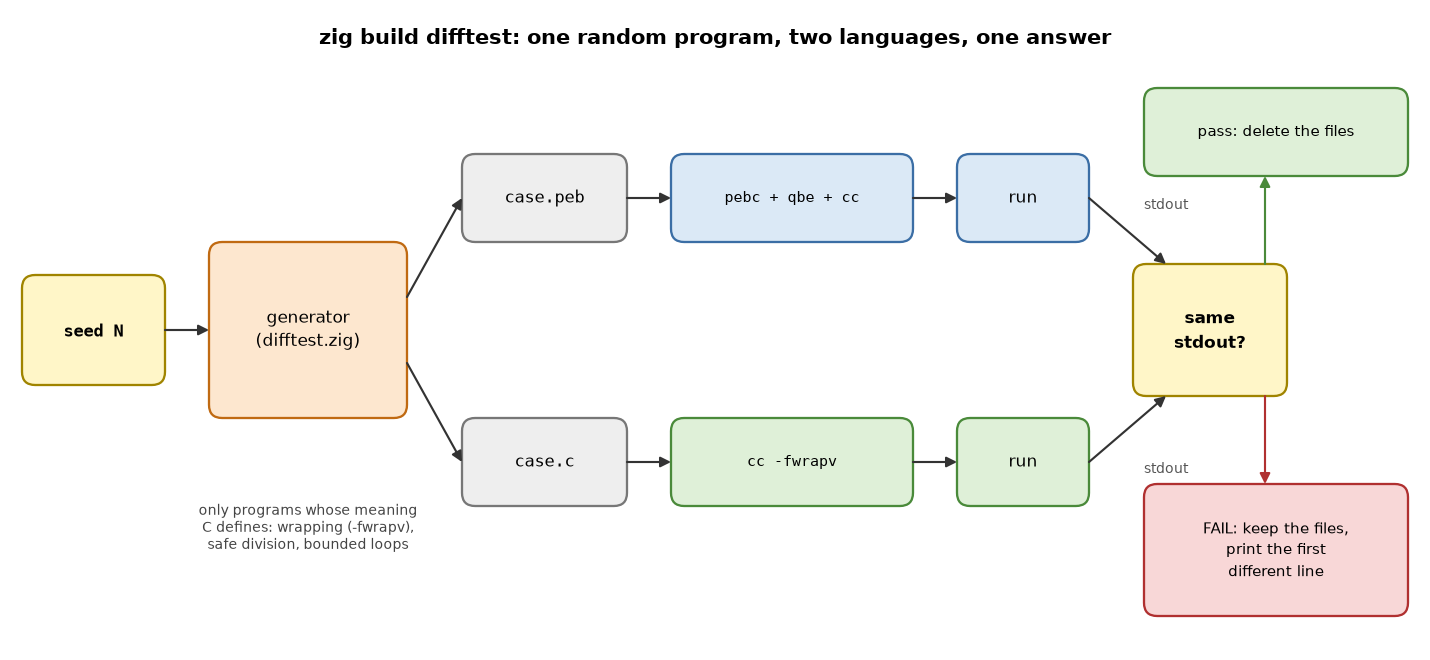 zig build difftest: one random program, two languages, one answer
pass: delete the files
case.peb
pebc + qbe + cc
run
stdout
seed N
generator
(difftest.zig)
same
stdout?
case.c
cc -fwrapv
run
stdout
only programs whose meaning
C defines: wrapping (-fwrapv),
safe division, bounded loops
FAIL: keep the files,
print the first
different line